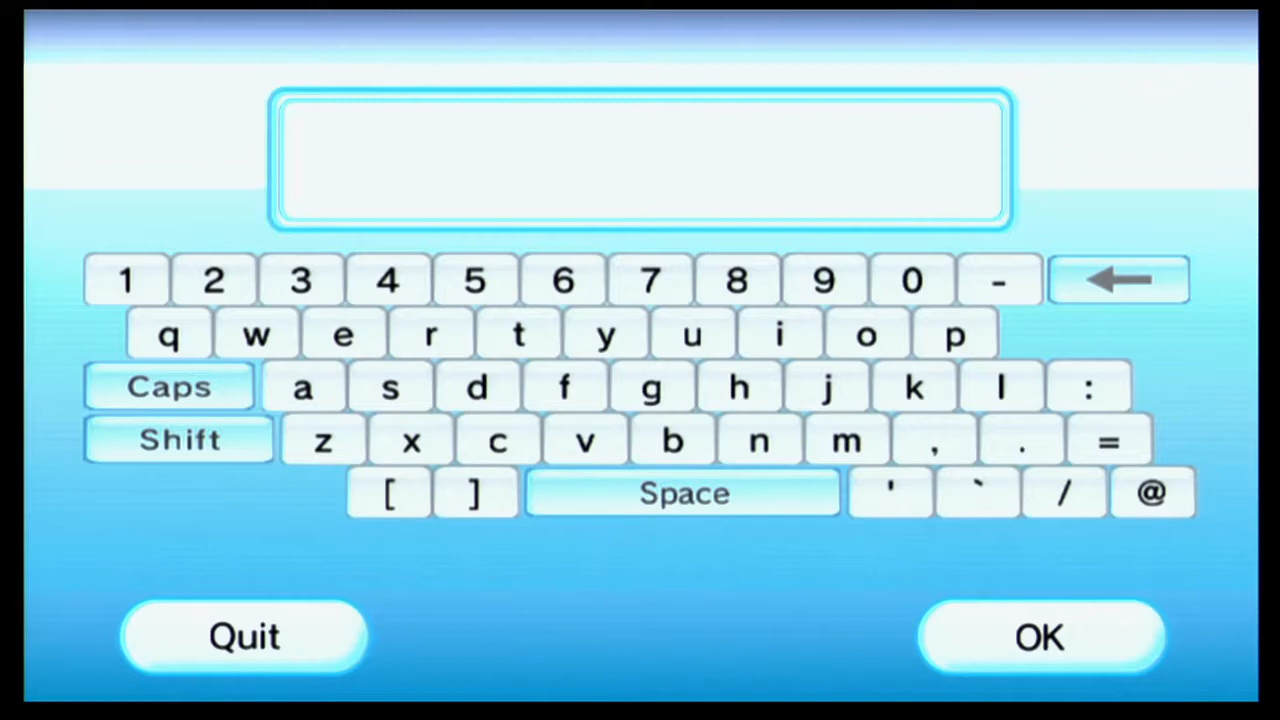 1 2 3 4 5 6 7 8 9 0 -
q w e r t y u i o p
Caps a s d f g h j k l :
Shift z x c v b n m , . =
[ ] Space ' ` / @
Quit OK